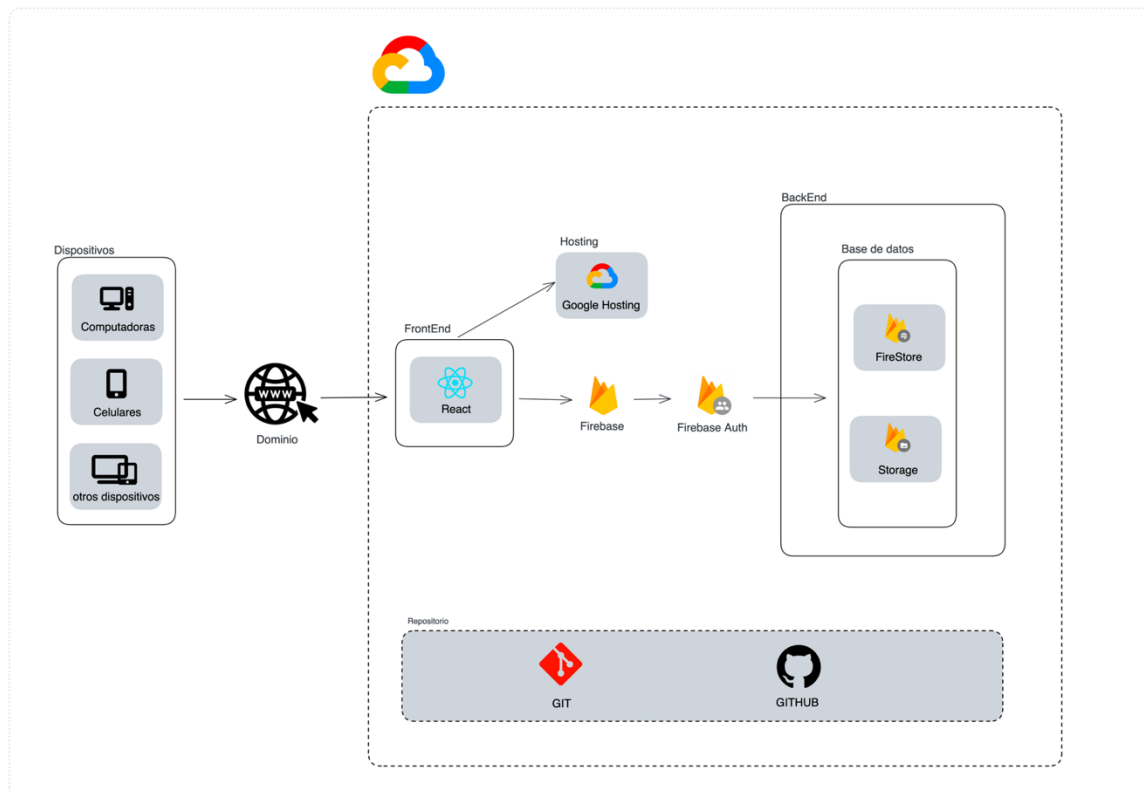 BackEnd
Dispositivos
Hosting
Base de datos
Google Hosting
Computadoras
FrontEnd
FireStore
WWW
React
Celulares
Firebase
Firebase Auth
Dominio
Storage
otros dispositivos
Repositorio
GIT
GITHUB